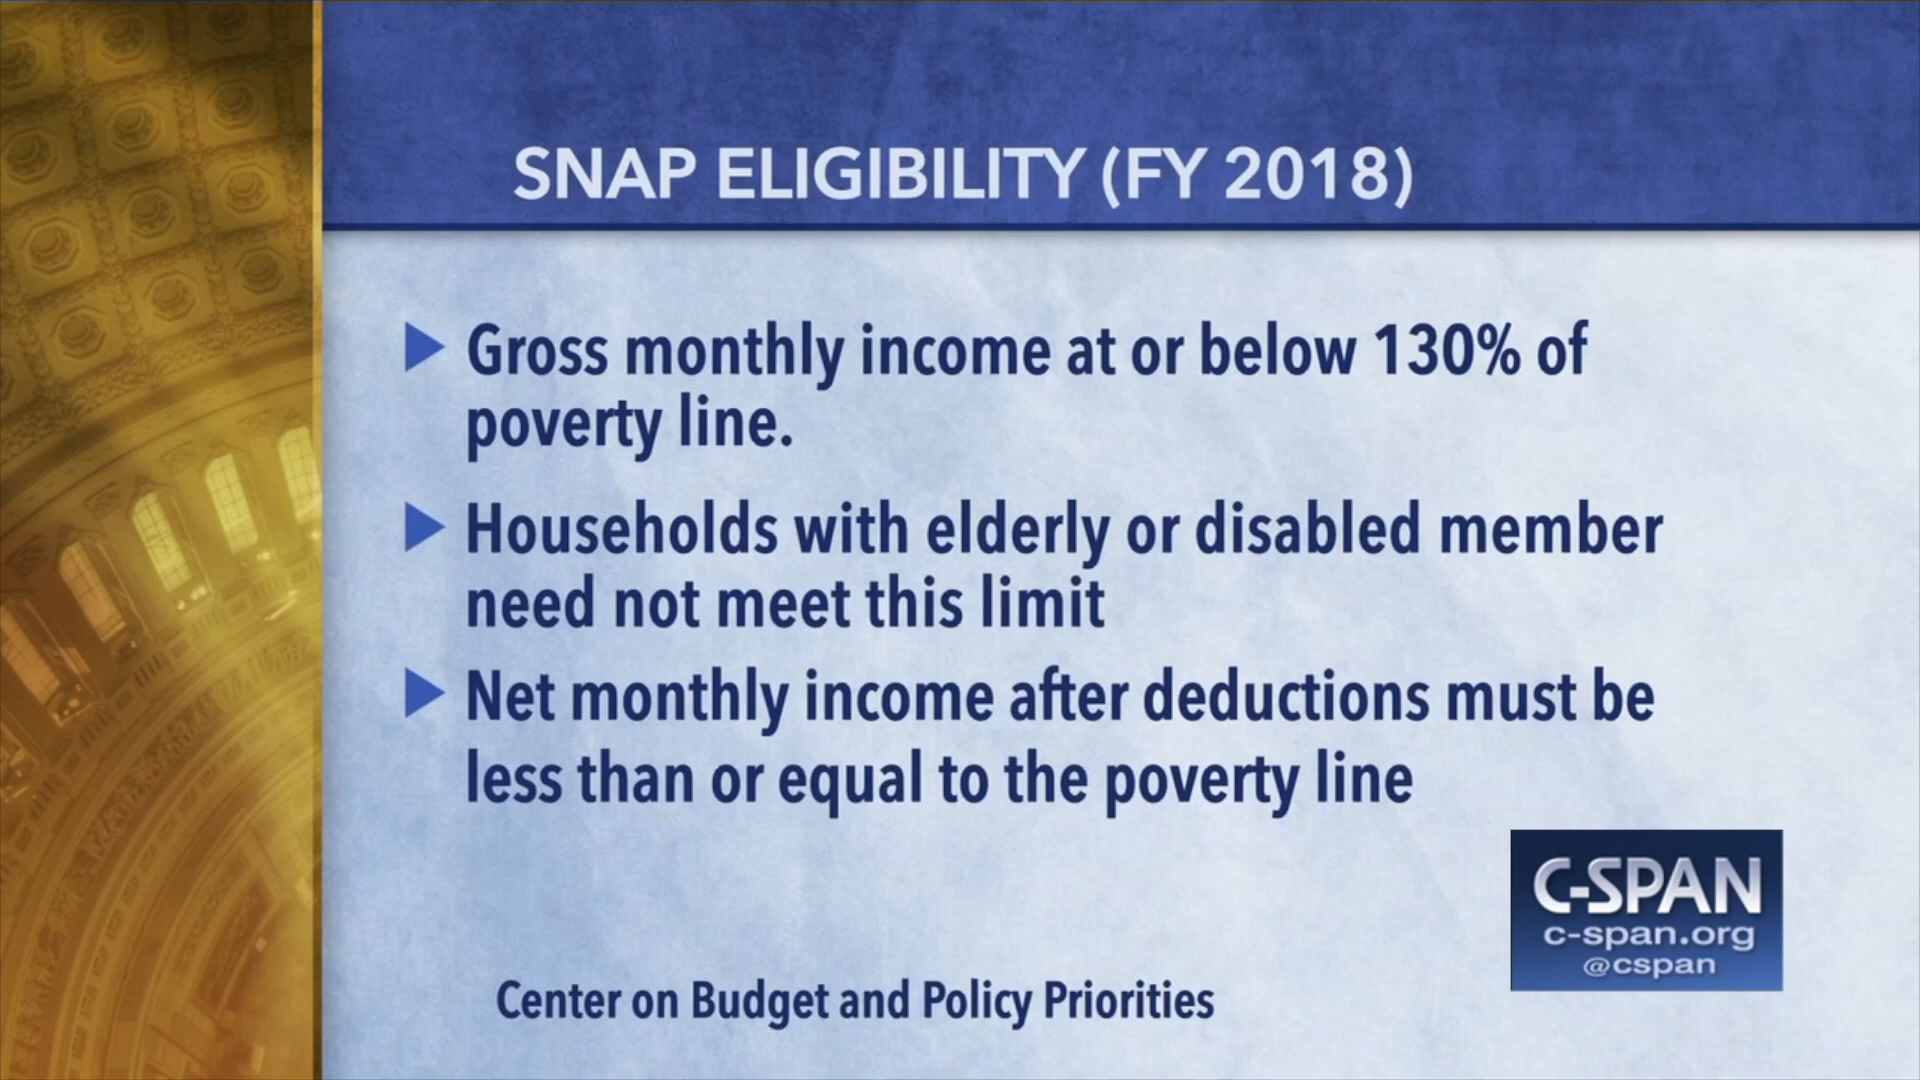 SNAP ELIGIBILITY (FY 2018)
Gross monthly income at or below 130% of
poverty line.
Households with elderly or disabled member
need not meet this limit
Net monthly income after deductions must be
less than or equal to the poverty line
C-SPAN
c-span.org
@cspan
Center on Budget and Policy Priorities